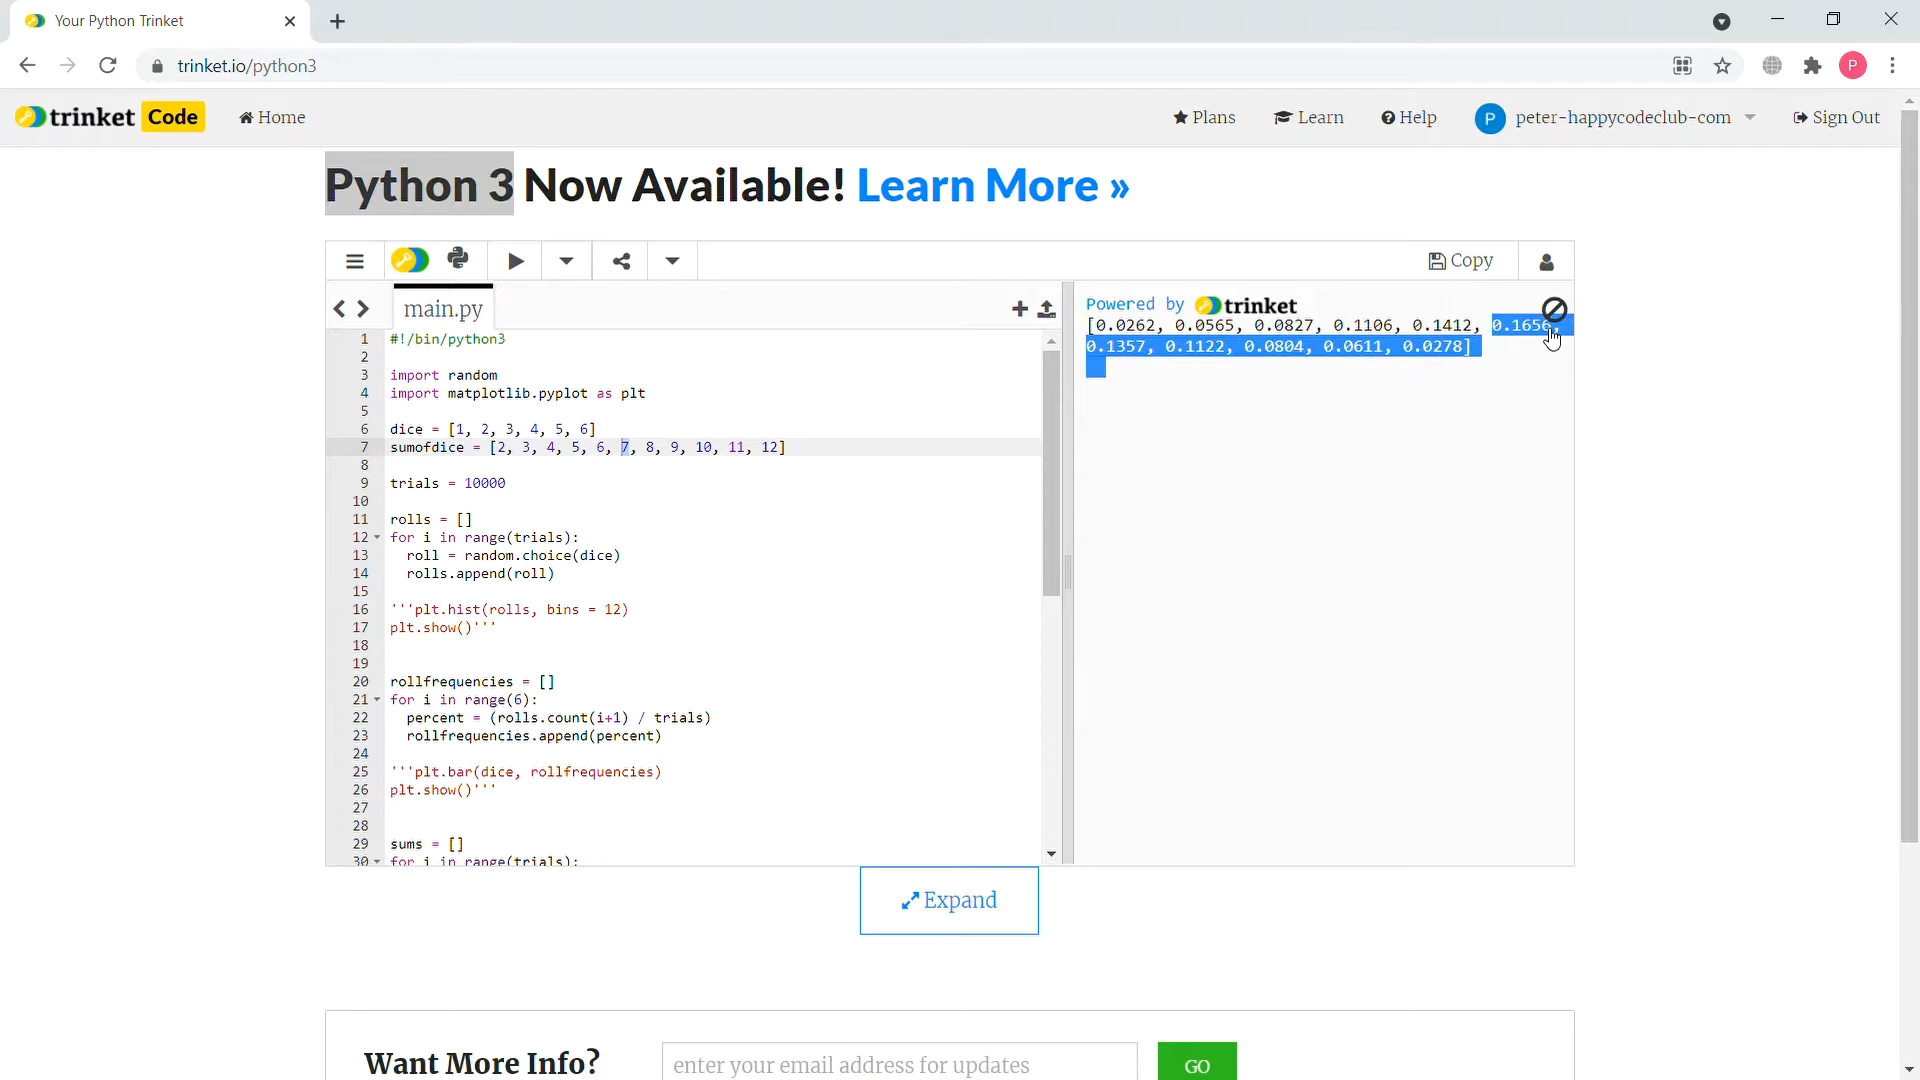 Your Python Trinket
trinket.io/python3
P
trinket Code
Home
Plans
Learn
Help
P
peter-happycodeclub-com
Sign Out
Python 3 Now Available! Learn More »
Copy
main.py
1 #!/bin/python3
2
3 import random
4 import matplotlib.pyplot as plt
5
6 dice = [1, 2, 3, 4, 5, 6]
7 sumofdice = [2, 3, 4, 5, 6, 7, 8, 9, 10, 11, 12]
8
9 trials = 10000
10
11 rolls = []
12 for i in range(trials):
13 roll = random.choice(dice)
14 rolls.append(roll)
15
16 '''plt.hist(rolls, bins = 12)
17 plt.show()'''
18
19
20 rollfrequencies = []
21 for i in range(6):
22 percent = (rolls.count(i+1) / trials)
23 rollfrequencies.append(percent)
24
25 '''plt.bar(dice, rollfrequencies)
26 plt.show()'''
27
28
29 sums = []
30 for i in range(trials):
Powered by trinket
[0.0262, 0.0565, 0.0827, 0.1106, 0.1412, 0.1656,
0.1357, 0.1122, 0.0804, 0.0611, 0.0278]
Expand
Want More Info?
enter your email address for updates
GO